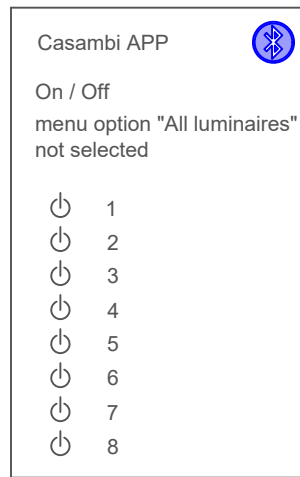 Casambi APP
On / Off
menu option "All luminaires"
not selected
1
2
3
4
5
6
7
8